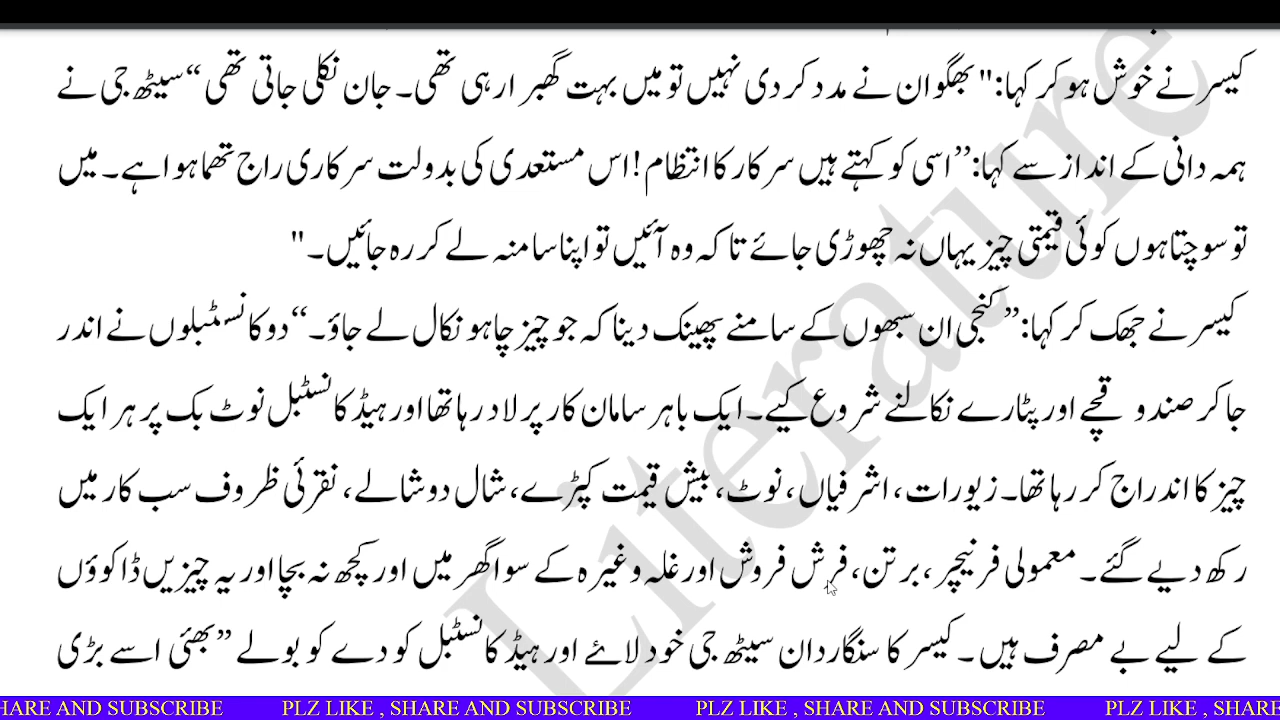 کیسر نے خوش ہو کر کہا: "بھگوان نے مدد کر دی نہیں تو میں بہت گھبرا رہی تھی۔ جان نکلی جاتی تھی“ سیٹھ جی نے
ہمہ دانی کے انداز سے کہا: ”اسی کو کہتے ہیں سرکار کا انتظام! اس مستعدی کی بدولت سرکاری راج تھما ہوا ہے۔ میں
تو سوچتا ہوں کوئی قیمتی چیز یہاں نہ چھوڑی جائے تاکہ وہ آئیں تو اپنا سا منہ لے کر رہ جائیں۔"
کیسر نے جھک کر کہا: ”کنجی ان سبھوں کے سامنے پھینک دینا کہ جو چیز چاہو نکال لے جاؤ۔“ دو کانسٹبلوں نے اندر
جا کر صندوقچے اور پٹارے نکالنے شروع کیے۔ ایک باہر سامان کار پر لاد رہا تھا اور ہیڈ کانسٹبل نوٹ بک پر ہر ایک
چیز کا اندراج کر رہا تھا۔ زیورات، اشرفیاں، نوٹ، بیش قیمت کپڑے، شال دوشالے، نقرئی ظروف سب کار میں
رکھ دیے گئے۔ معمولی فرنیچر، برتن، فرش فروش اور غلہ وغیرہ کے سوا گھر میں اور کچھ نہ بچا اور یہ چیزیں ڈاکوؤں
کے لیے بے مصرف ہیں۔ کیسر کا سنگاردان سیٹھ جی خود لائے اور ہیڈ کانسٹبل کو دے کو بولے ”بھئی اسے بڑی
Literature
HARE AND SUBSCRIBE PLZ LIKE , SHARE AND SUBSCRIBE PLZ LIKE , SHARE AND SUBSCRIBE PLZ LIKE , SHARE